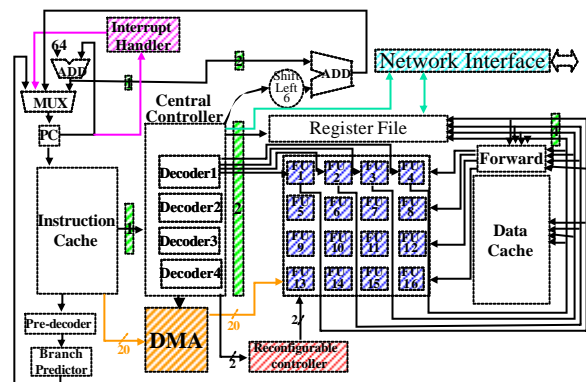 64
Interrupt
Handler
2
ADD
1
Shift
Left
6
ADD
Network Interface
MUX
Central
Controller
PC
Register File
1
Forward
Decoder1
FU
1
FU
2
FU
3
FU
4
Decoder2
2
FU
5
FU
6
FU
7
FU
8
Instruction
Cache
1
Decoder3
FU
9
FU
10
FU
11
FU
12
Data
Cache
Decoder4
FU
13
FU
14
FU
15
FU
16
Pre-decoder
20
DMA
20
2
2
Reconfigurable
controller
Branch
Predictor